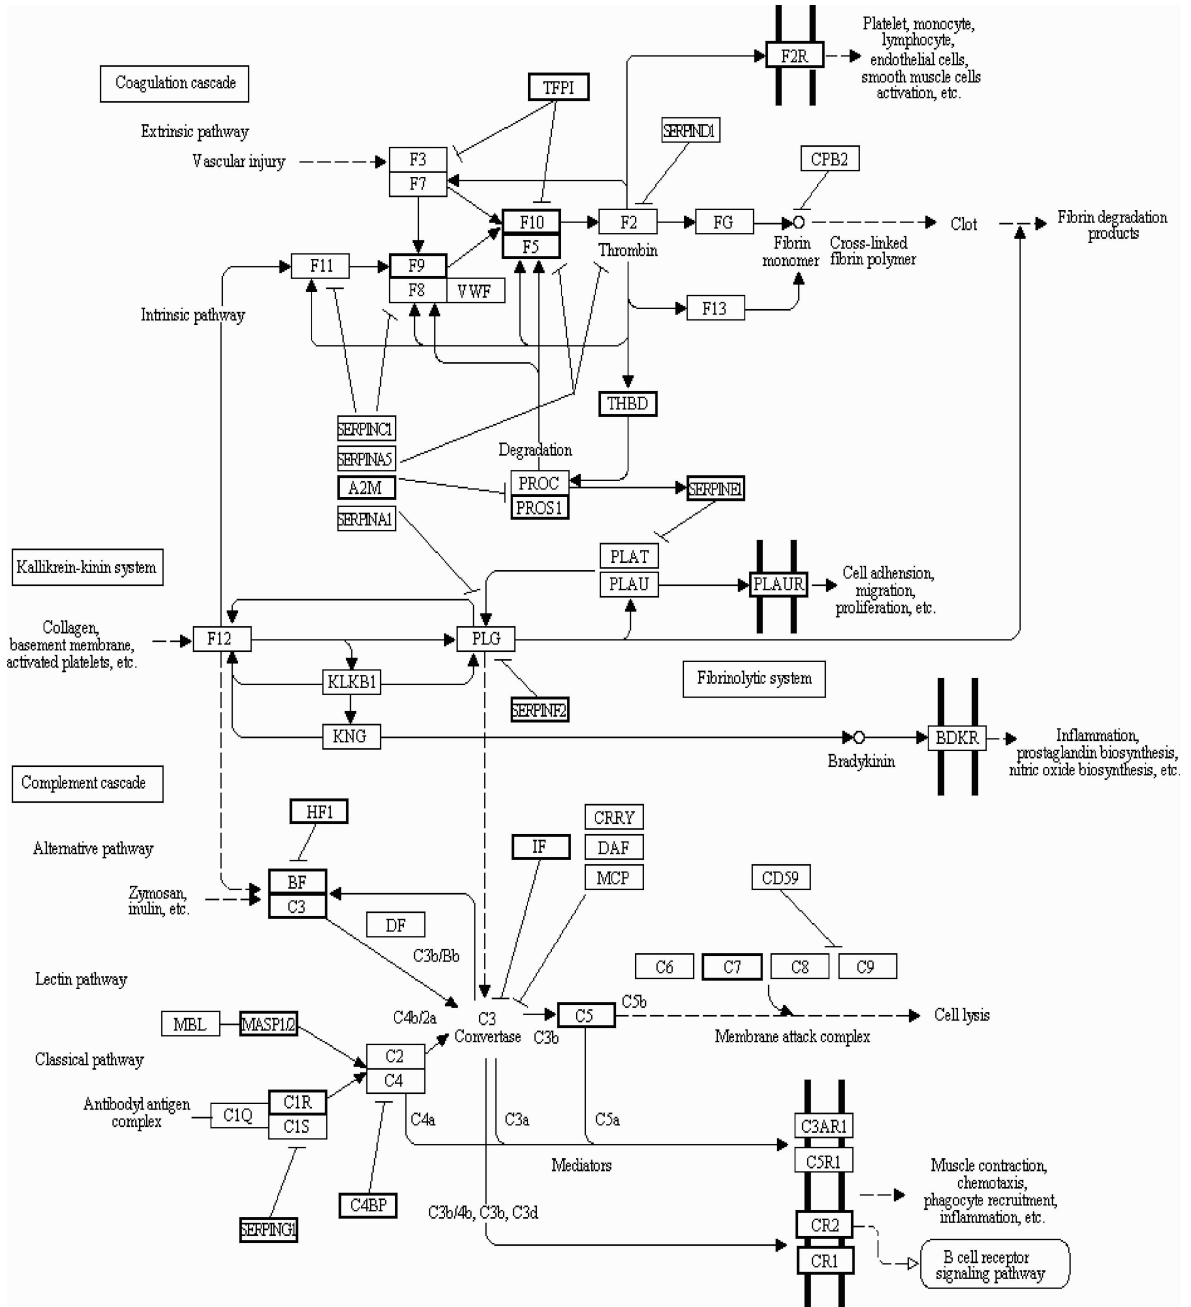 Platelet, monocyte,
lymphocyte,
endothelial cells,
smooth muscle cells
activation, etc.
F2R
Coagulation cascade
TFPI
Extrinsic pathway
SERPIND1
Vascular injury
F3
CPB2
F7
F10
F2
FG
Clot
Fibrin degradation
products
F5
Thrombin
Fibrin
monomer
Cross-linked
fibrin polymer
F11
F9
F8
VWF
F13
Intrinsic pathway
THBD
SERPINC1
Degradation
SERPINA5
A2M
PROC
SERPINE1
PROS1
SERPINA1
PLAT
Kallikrein-kinin system
PLAU
PLAUR
Cell adhension,
migration,
proliferation, etc.
Collagen,
basement membrane,
activated platelets, etc.
F12
PLG
KLKB1
Fibrinolytic system
SERPINF2
KNG
BDKR
Bradykinin
Inflammation,
prostaglandin biosynthesis,
nitric oxide biosynthesis, etc.
Complement cascade
HF1
CRRY
Alternative pathway
IF
DAF
BF
MCP
CD59
Zymosan,
inulin, etc.
C3
DF
C3b/Bb
Lectin pathway
C6
C7
C8
C9
C5b
MBL
MASP1/2
C4b/2a
C3
Convertase
C5
C3b
Cell lysis
Membrane attack complex
Classical pathway
C2
C4
Antibodyl antigen
complex
C1Q
C1R
C1S
C4a
C3a
C5a
C3AR1
Mediators
C5R1
Muscle contraction,
chemotaxis,
phagocyte recruitment,
inflammation, etc.
C4BP
C3b/4b, C3b, C3d
SERPING1
CR2
CR1
B cell receptor
signaling pathway